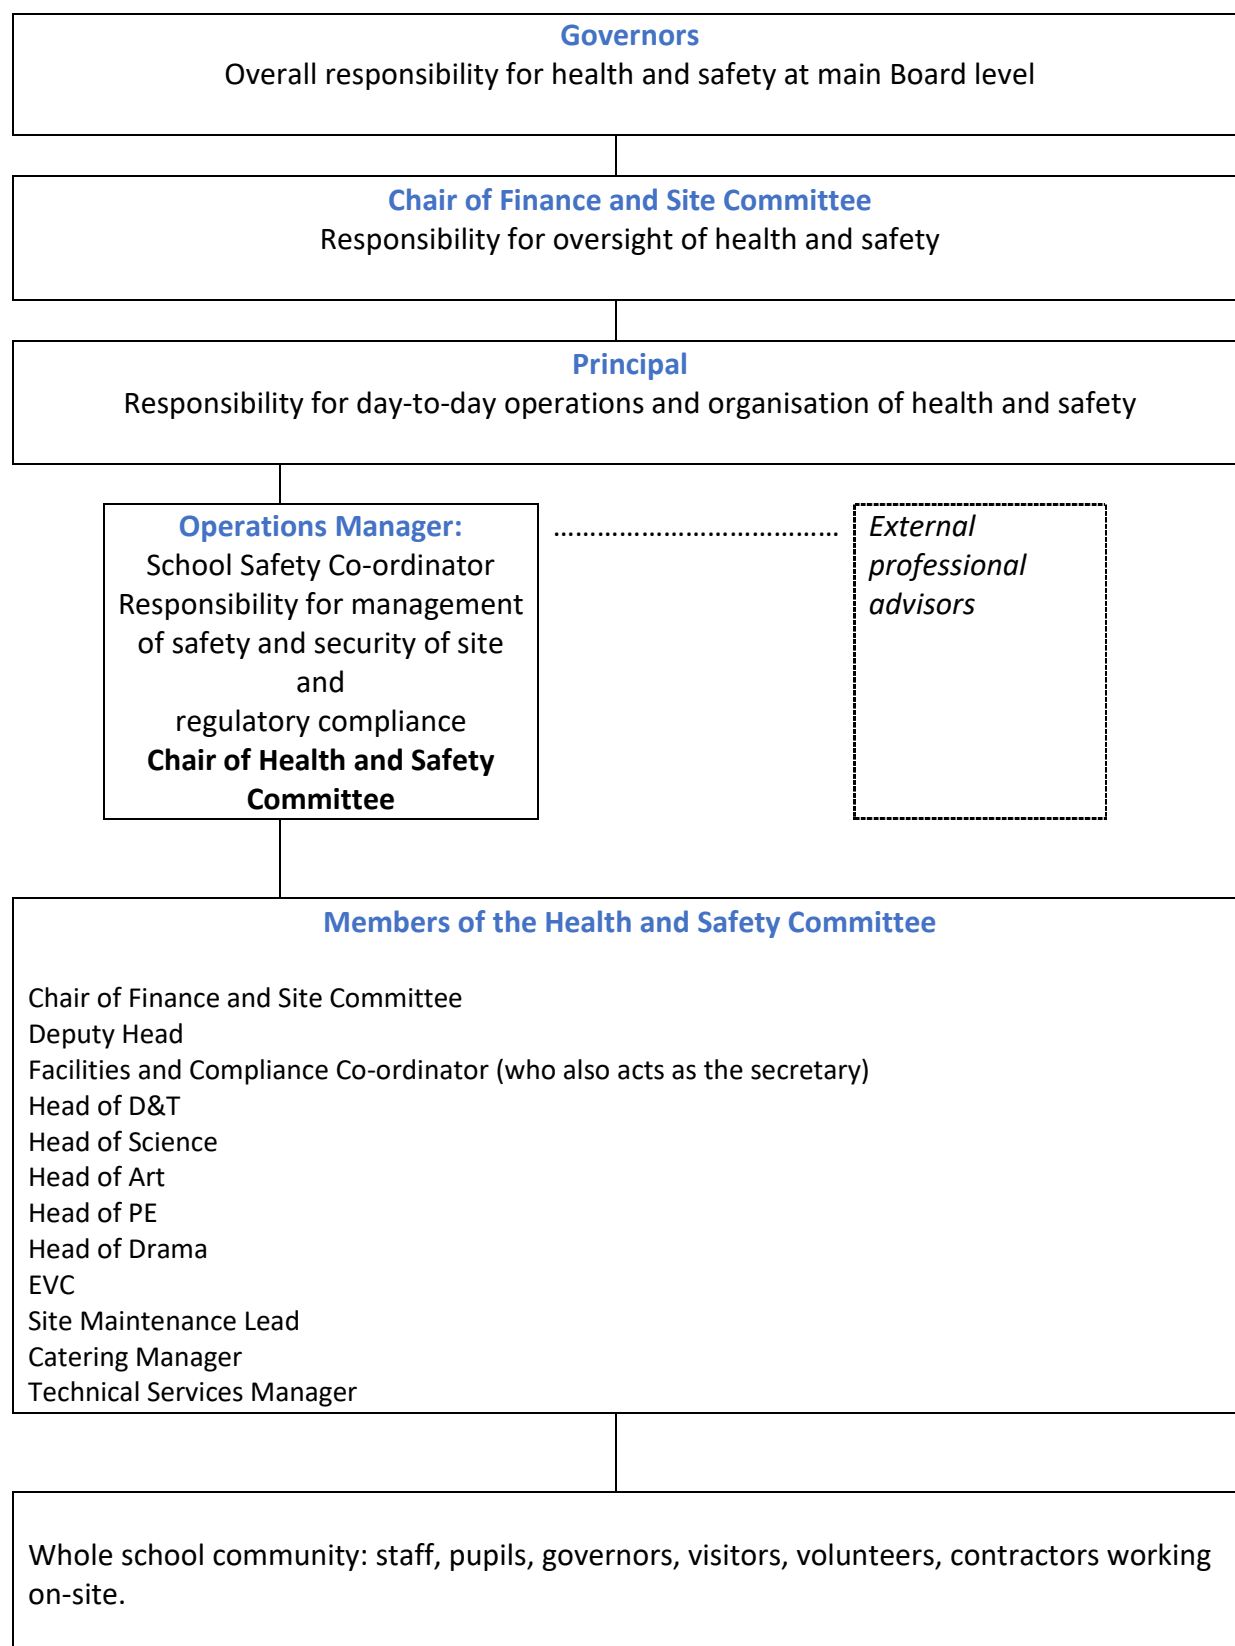 Governors
Overall responsibility for health and safety at main Board level
Chair of Finance and Site Committee
Responsibility for oversight of health and safety
Principal
Responsibility for day-to-day operations and organisation of health and safety
Operations Manager:
School Safety Co-ordinator
Responsibility for management
of safety and security of site
and
regulatory compliance
Chair of Health and Safety
Committee
…………………………………
External
professional
advisors
Members of the Health and Safety Committee
Chair of Finance and Site Committee
Deputy Head
Facilities and Compliance Co-ordinator (who also acts as the secretary)
Head of D&T
Head of Science
Head of Art
Head of PE
Head of Drama
EVC
Site Maintenance Lead
Catering Manager
Technical Services Manager
Whole school community: staff, pupils, governors, visitors, volunteers, contractors working
on-site.